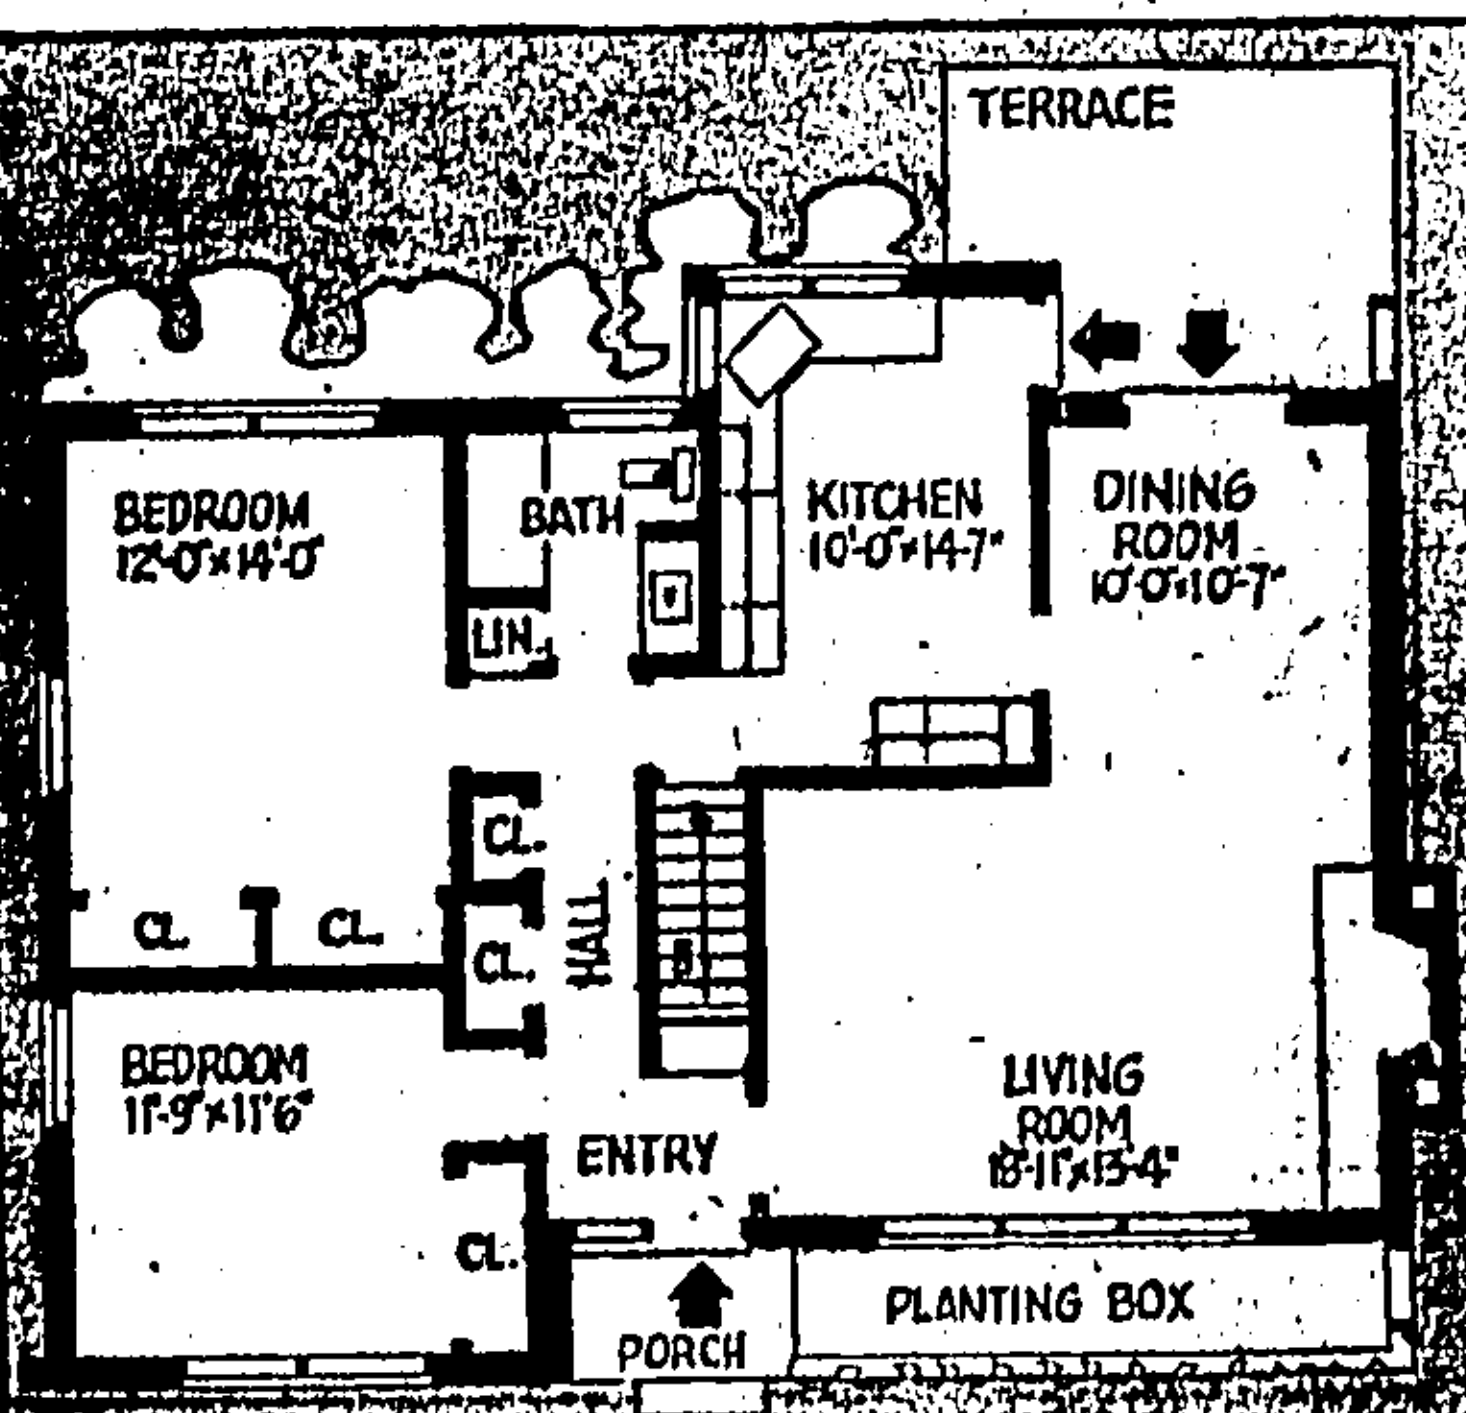 TERRACE
BEDROOM
12'-0"x14'-0"
BATH
LIN.
KITCHEN
10'-0"x14'-7"
DINING
ROOM
10'-0"x10'-7"
CL.
CL.
CL.
CL.
HALL
BEDROOM
11'-9"x11'6"
ENTRY
LIVING
ROOM
18'-11"x13'-4"
CL.
PORCH
PLANTING BOX